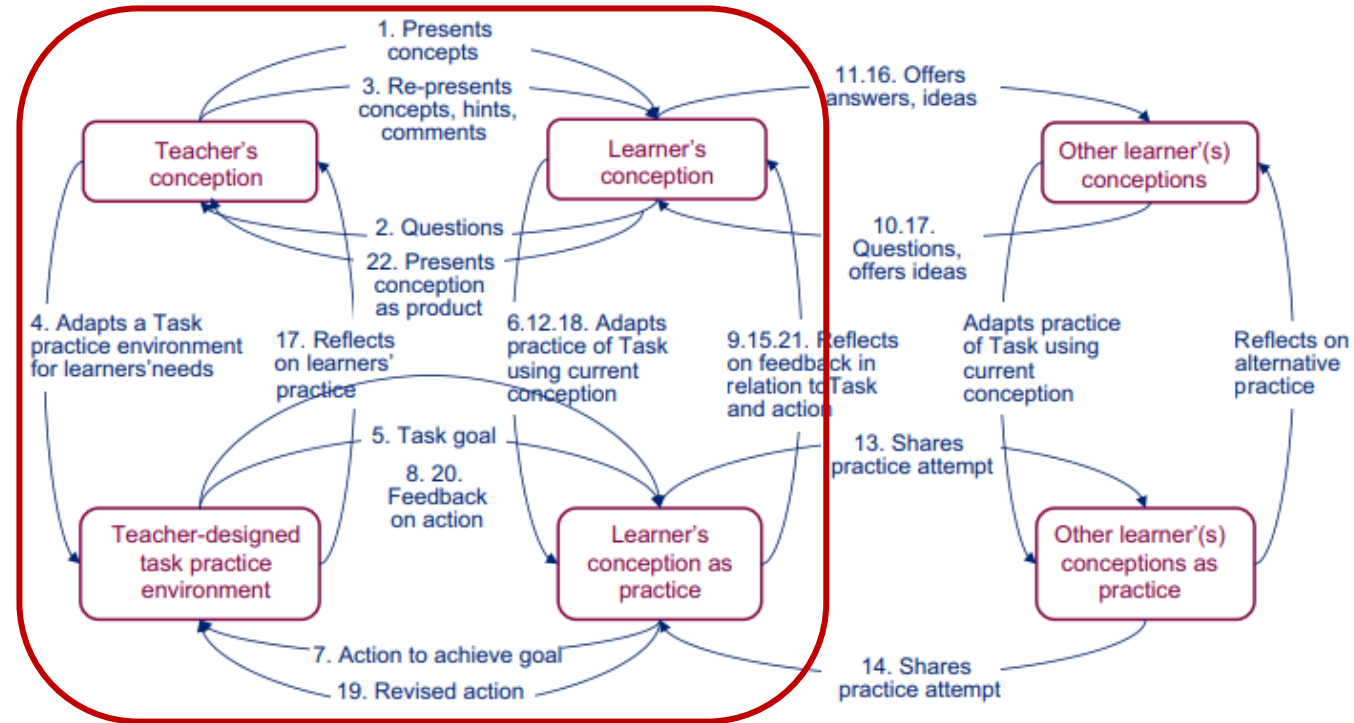 1. Presents
concepts
3. Re-presents
concepts, hints,
comments
11.16. Offers
answers, ideas
Teacher's
conception
Learner's
conception
Other learner'(s)
conceptions
2. Questions
22. Presents
conception
as product
10.17.
Questions,
offers ideas
4. Adapts a Task
practice environment
for learners'needs
17. Reflects
on learners'
practice
6.12.18. Adapts
practice of Task
using current
conception
9.15.21. Reflects
on feedback in
relation toTask
and action
Adapts practice
of Task using
current
conception
Reflects on
alternative
practice
5. Task goal
8. 20.
Feedback
on action
13. Shares
practice attempt
Teacher-designed
task practice
environment
Learner's
conception as
practice
Other learner'(s)
conceptions as
practice
7. Action to achieve goal
19. Revised action
14. Shares
practice attempt